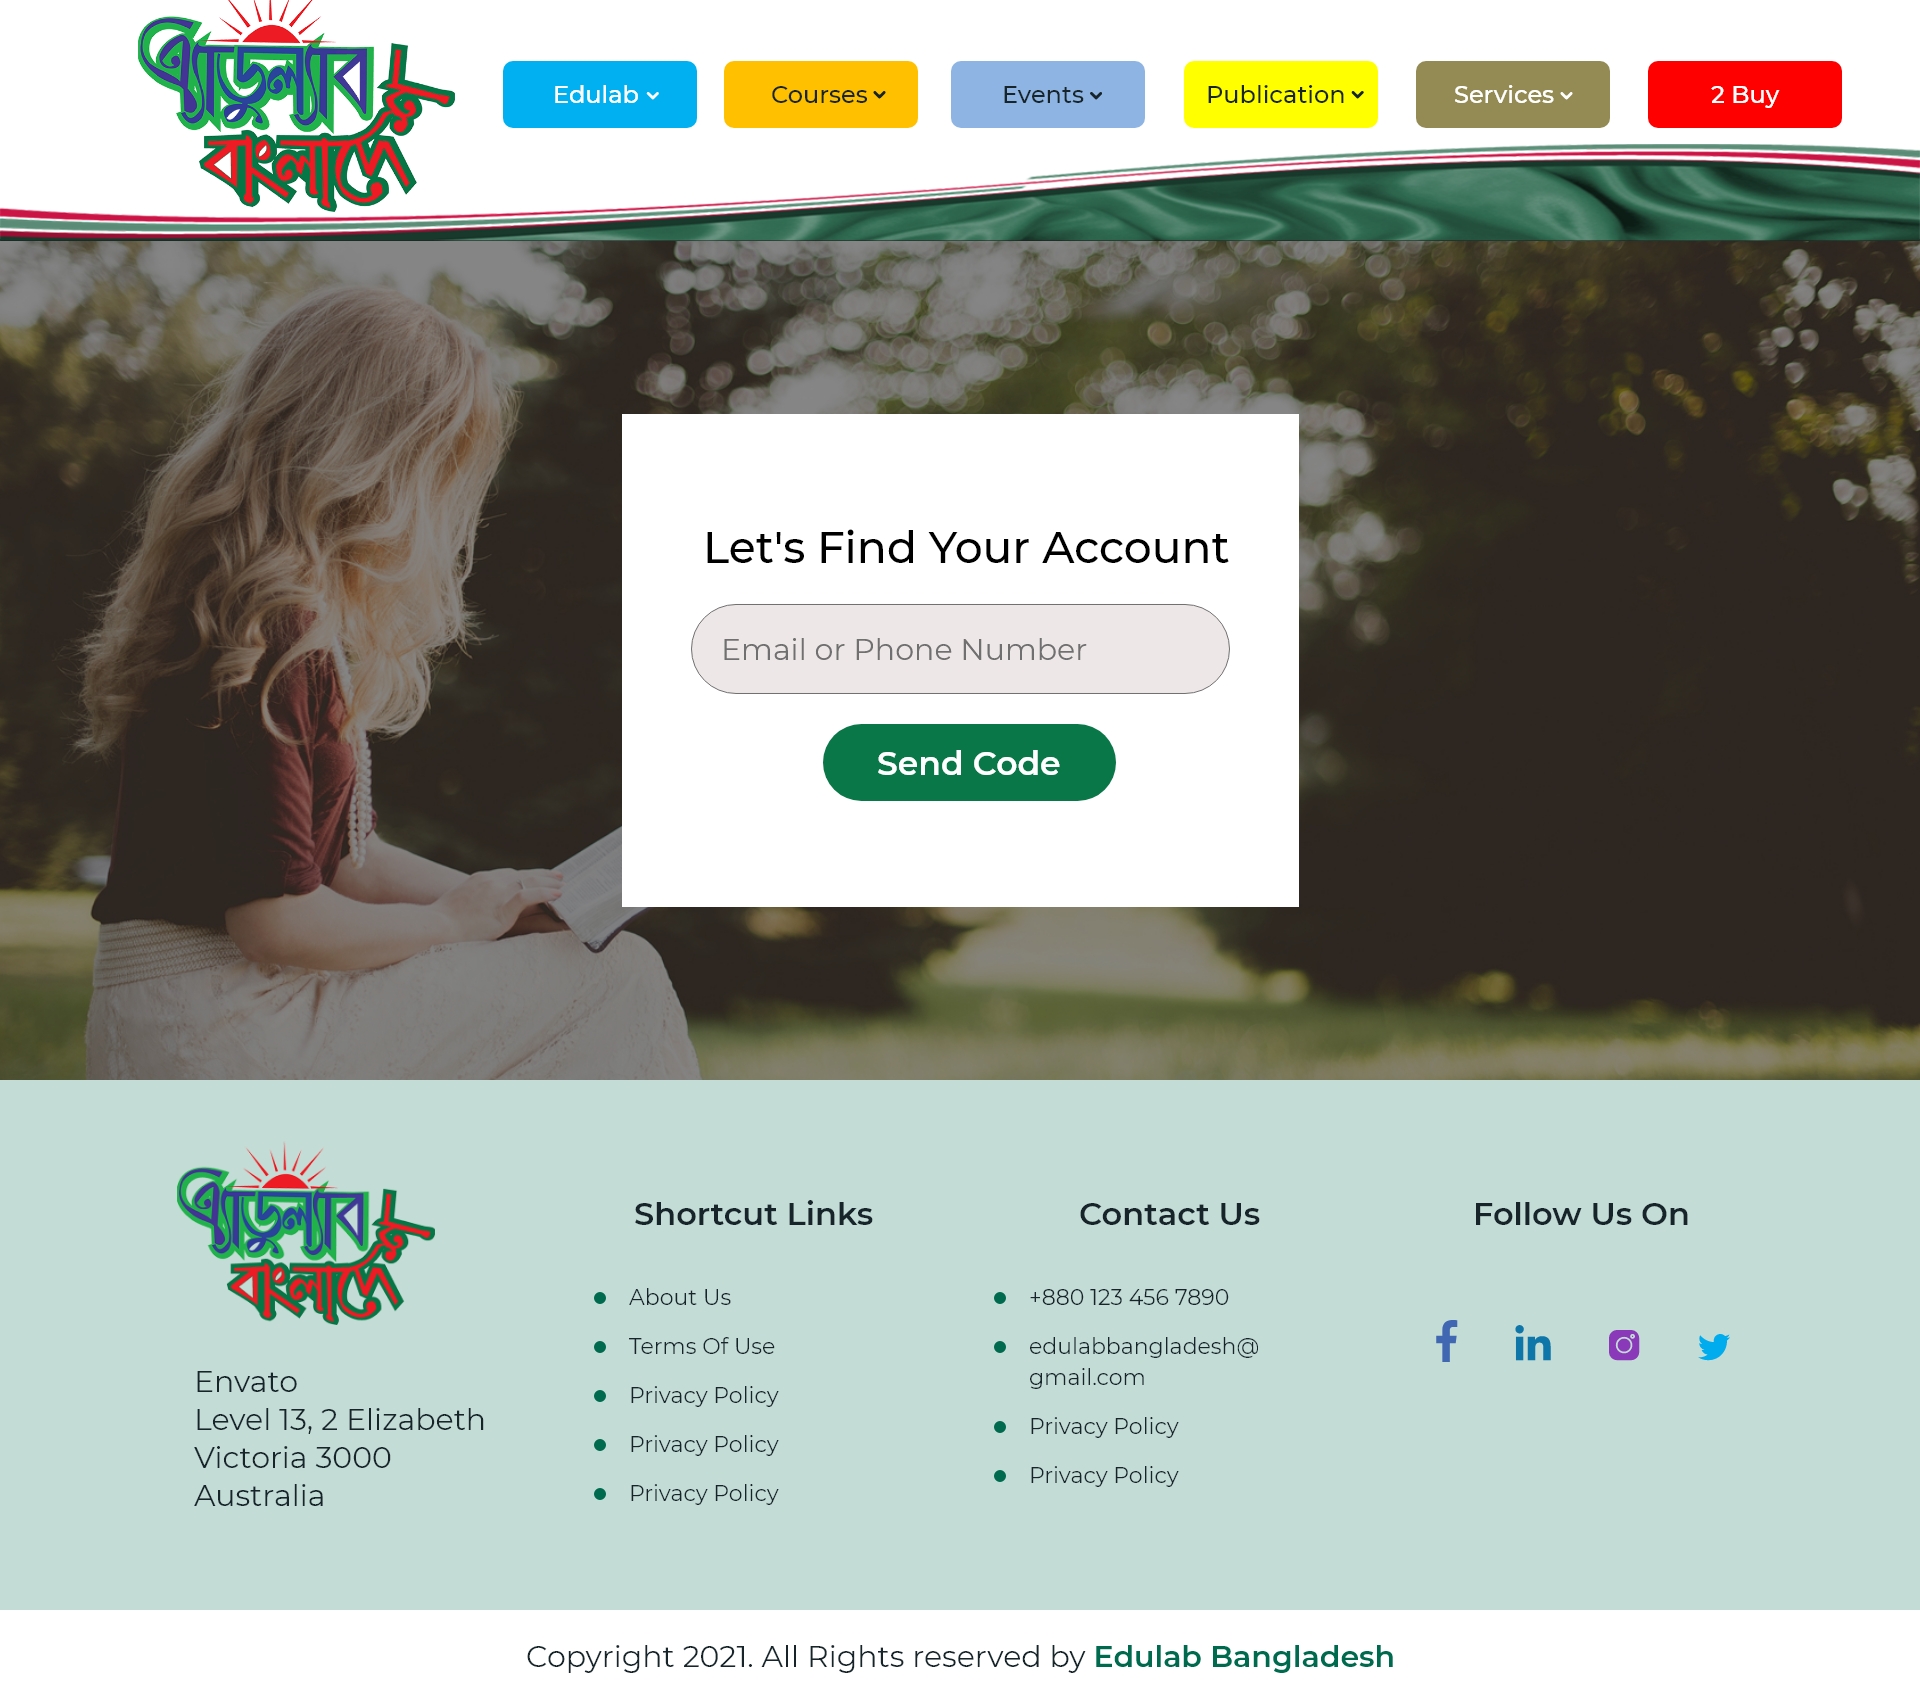 এ্যাডুল্যাব
বাংলাদেশ
Edulab
Courses
Events
Publication
Services
2 Buy
Let's Find Your Account
Email or Phone Number
Send Code
এ্যাডুল্যাব
বাংলাদেশ
Envato
Level 13, 2 Elizabeth
Victoria 3000
Australia
Shortcut Links
About Us
Terms Of Use
Privacy Policy
Privacy Policy
Privacy Policy
Contact Us
+880 123 456 7890
edulabbangladesh@
gmail.com
Privacy Policy
Privacy Policy
Follow Us On
Copyright 2021. All Rights reserved by Edulab Bangladesh